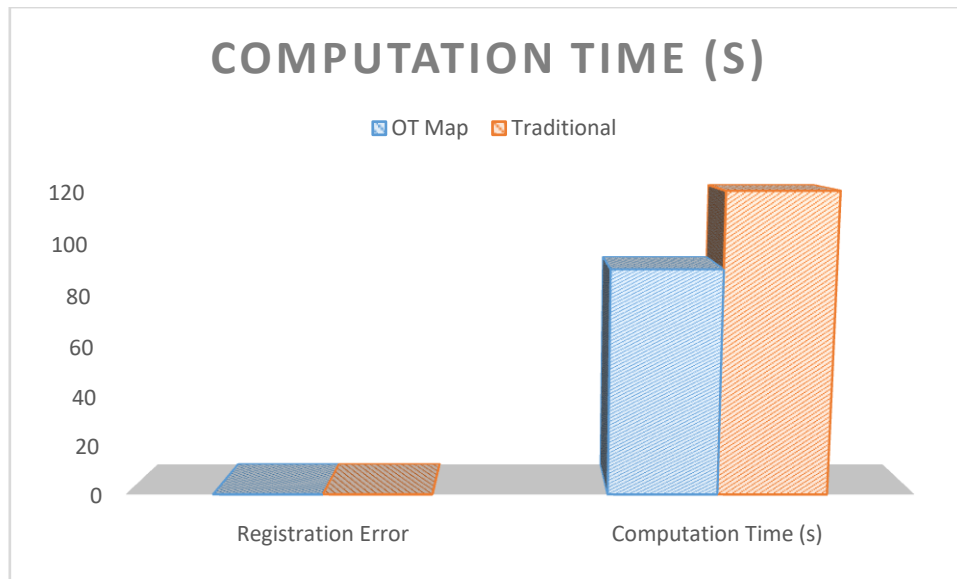 COMPUTATION TIME (S)
OT Map Traditional
120
100
80
60
40
20
0
Registration Error Computation Time (s)